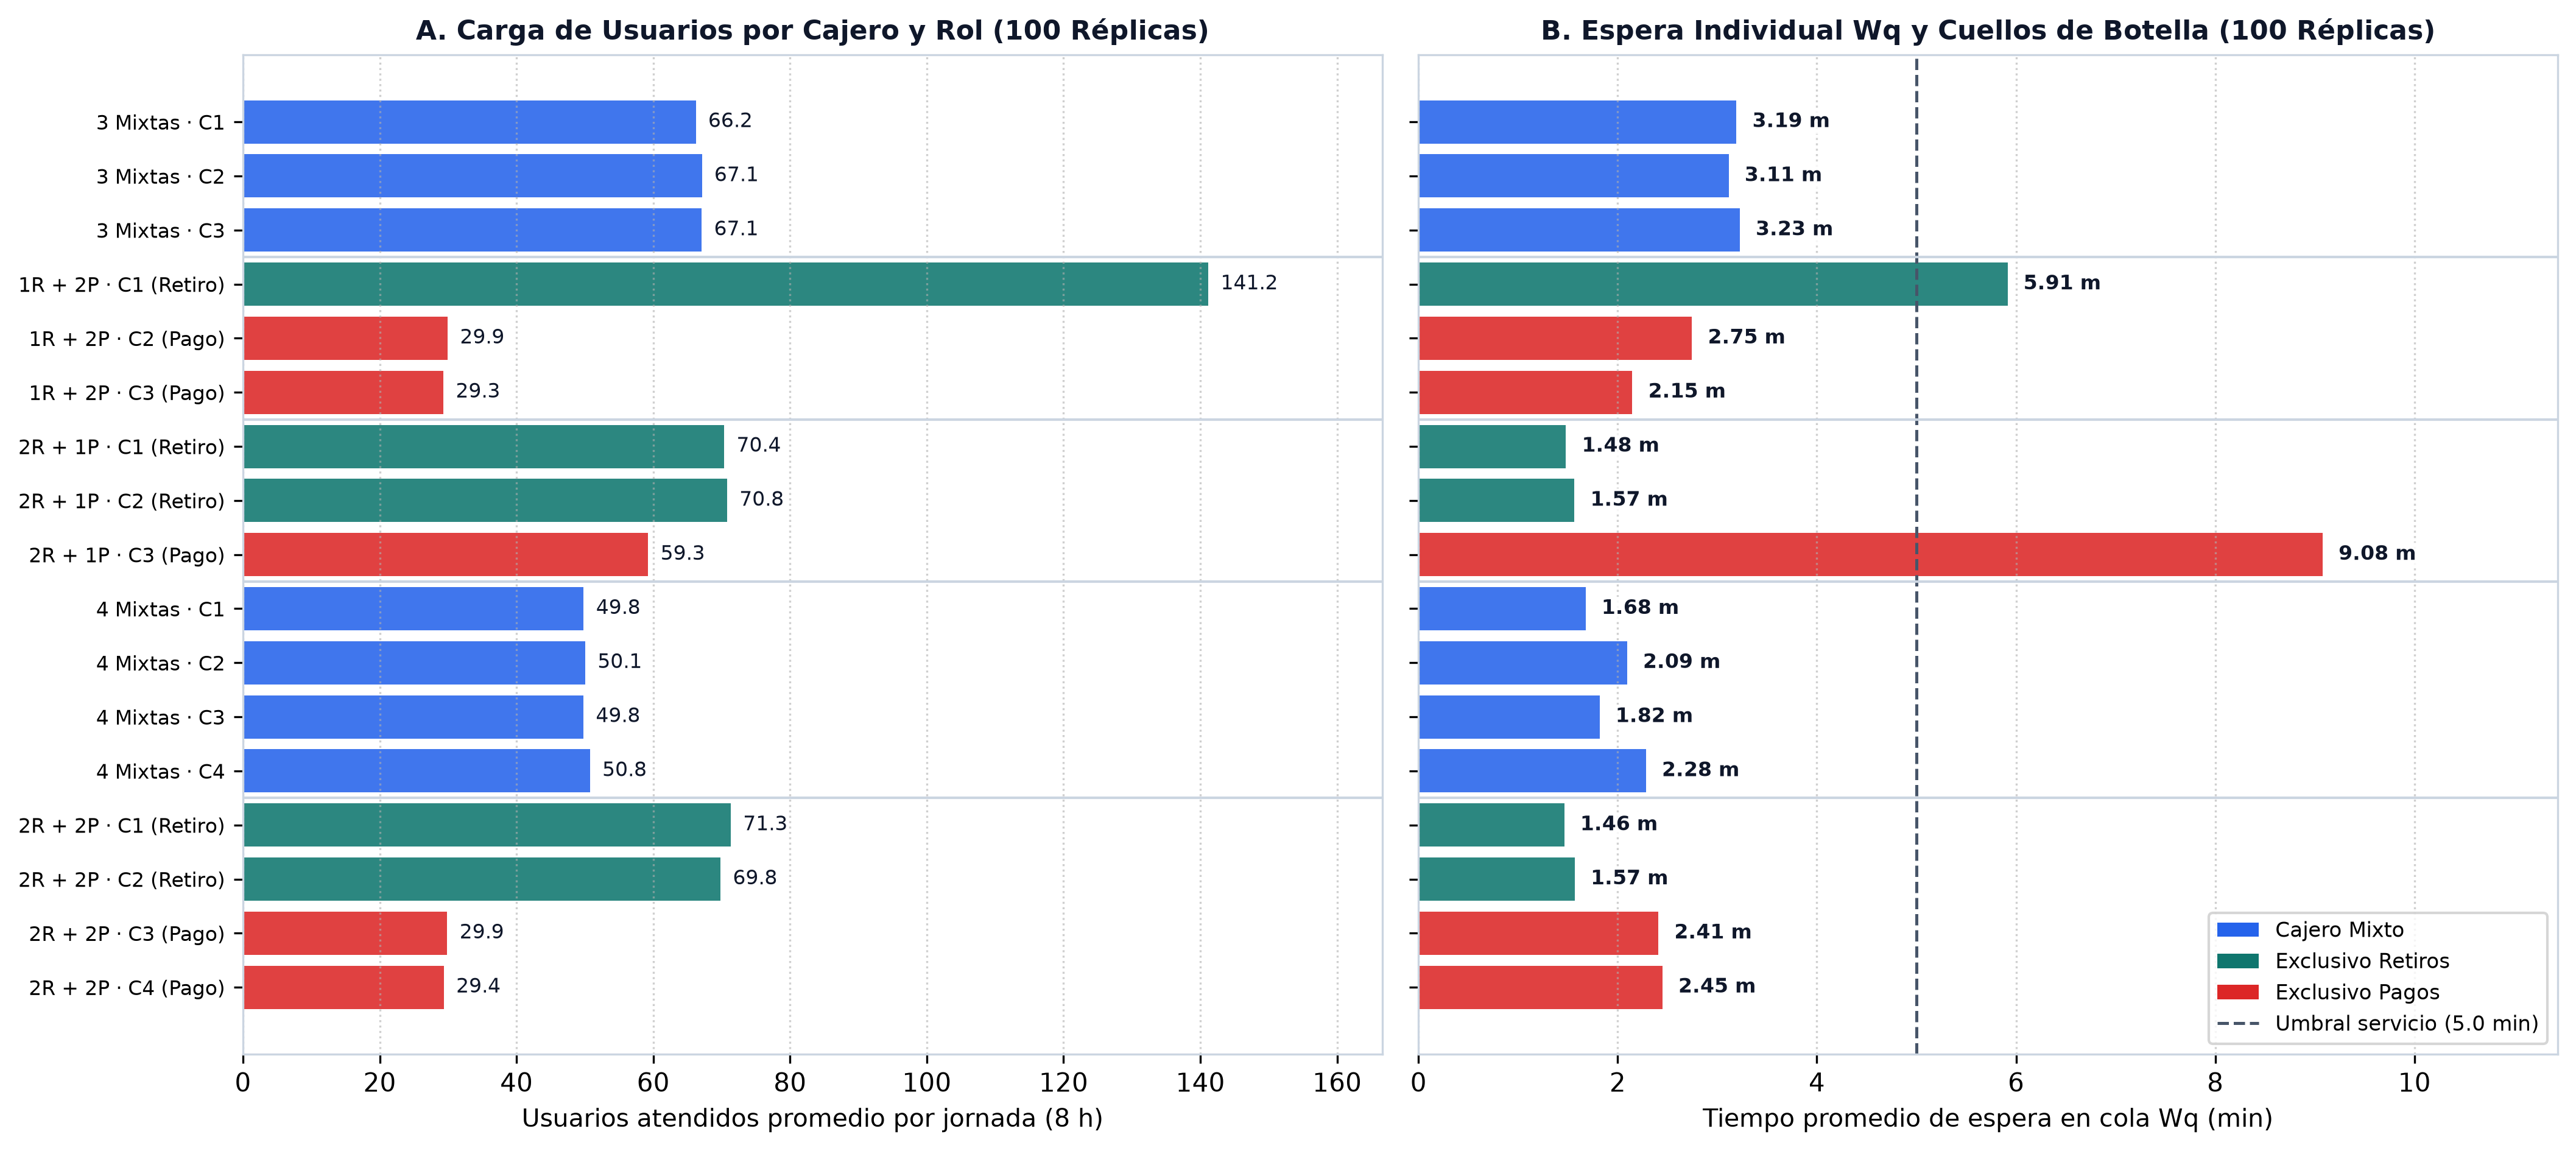 A. Carga de Usuarios por Cajero y Rol (100 Réplicas)
3 Mixtas · C1
66.2
3 Mixtas · C2
67.1
3 Mixtas · C3
67.1
1R + 2P · C1 (Retiro)
141.2
1R + 2P · C2 (Pago)
29.9
1R + 2P · C3 (Pago)
29.3
2R + 1P · C1 (Retiro)
70.4
2R + 1P · C2 (Retiro)
70.8
2R + 1P · C3 (Pago)
59.3
4 Mixtas · C1
49.8
4 Mixtas · C2
50.1
4 Mixtas · C3
49.8
4 Mixtas · C4
50.8
2R + 2P · C1 (Retiro)
71.3
2R + 2P · C2 (Retiro)
69.8
2R + 2P · C3 (Pago)
29.9
2R + 2P · C4 (Pago)
29.4
0 20 40 60 80 100 120 140 160
Usuarios atendidos promedio por jornada (8 h)
B. Espera Individual Wq y Cuellos de Botella (100 Réplicas)
3.19 m
3.11 m
3.23 m
5.91 m
2.75 m
2.15 m
1.48 m
1.57 m
9.08 m
1.68 m
2.09 m
1.82 m
2.28 m
1.46 m
1.57 m
2.41 m
2.45 m
Cajero Mixto
Exclusivo Retiros
Exclusivo Pagos
Umbral servicio (5.0 min)
0 2 4 6 8 10
Tiempo promedio de espera en cola Wq (min)